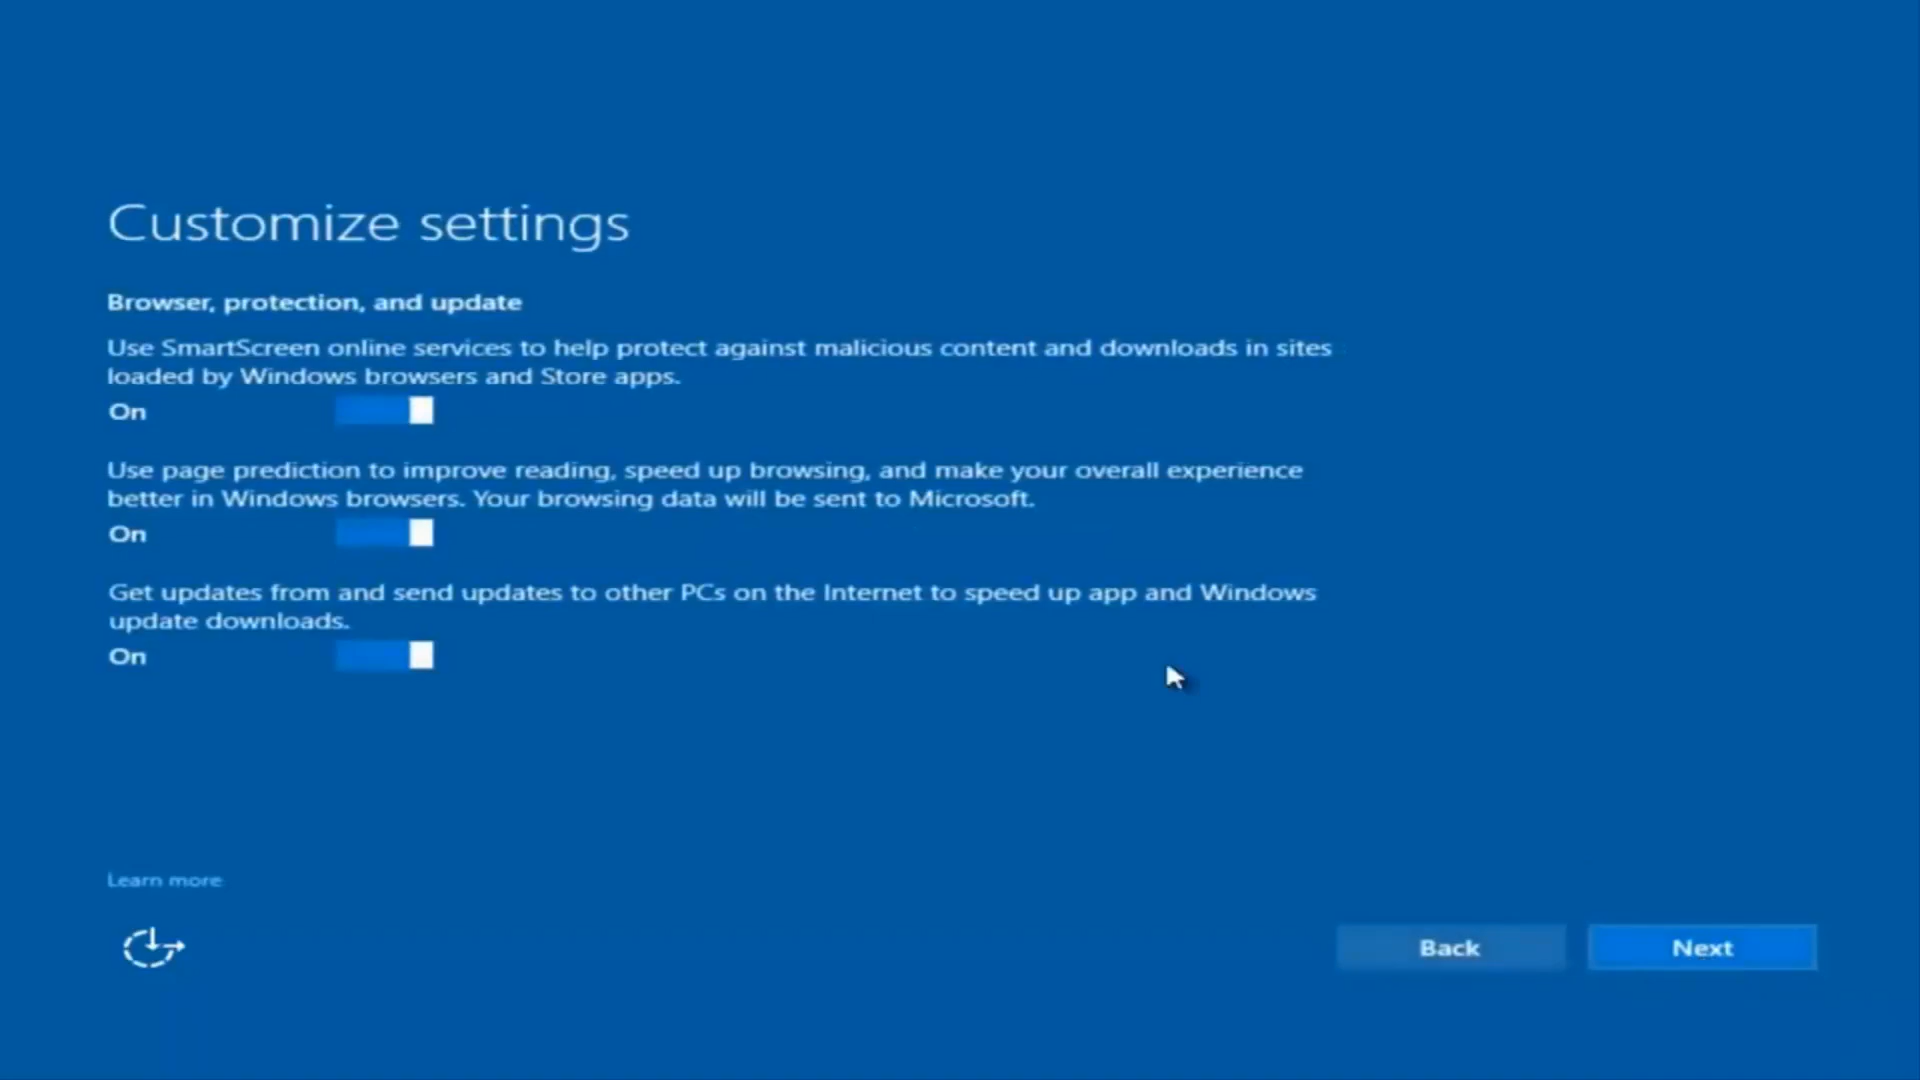 Customize settings
Browser, protection, and update
Use SmartScreen online services to help protect against malicious content and downloads in sites
loaded by Windows browsers and Store apps.
On
Use page prediction to improve reading, speed up browsing, and make your overall experience
better in Windows browsers. Your browsing data will be sent to Microsoft.
On
Get updates from and send updates to other PCs on the Internet to speed up app and Windows
update downloads.
On
Learn more
Back
Next